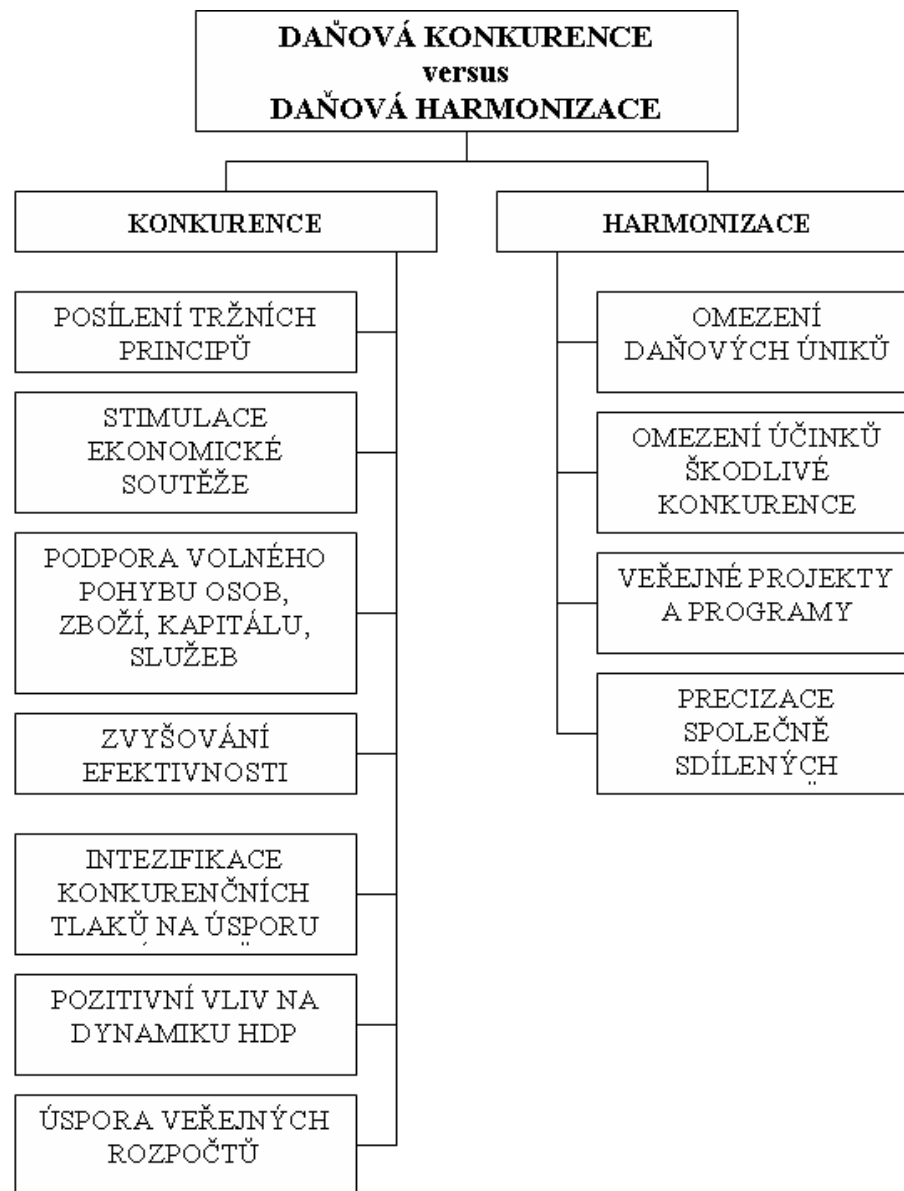 DAŇOVÁ KONKURENCE
versus
DAŇOVÁ HARMONIZACE
KONKURENCE
POSÍLENÍ TRŽNÍCH
PRINCIPŮ
STIMULACE
EKONOMICKÉ
SOUTĚŽE
PODPORA VOLNÉHO
POHYBU OSOB,
ZBOŽÍ, KAPITÁLU,
SLUŽEB
ZVYŠOVÁNÍ
EFEKTIVNOSTI
INTEZIFIKACE
KONKURENČNÍCH
TLAKŮ NA ÚSPORU
POZITIVNÍ VLIV NA
DYNAMIKU HDP
ÚSPORA VEŘEJNÝCH
ROZPOČTŮ
HARMONIZACE
OMEZENÍ
DAŇOVÝCH ÚNIKŮ
OMEZENÍ ÚČINKŮ
ŠKODLIVÉ
KONKURENCE
VEŘEJNÉ PROJEKTY
A PROGRAMY
PRECIZACE
SPOLEČNĚ
SDÍLENÝCH